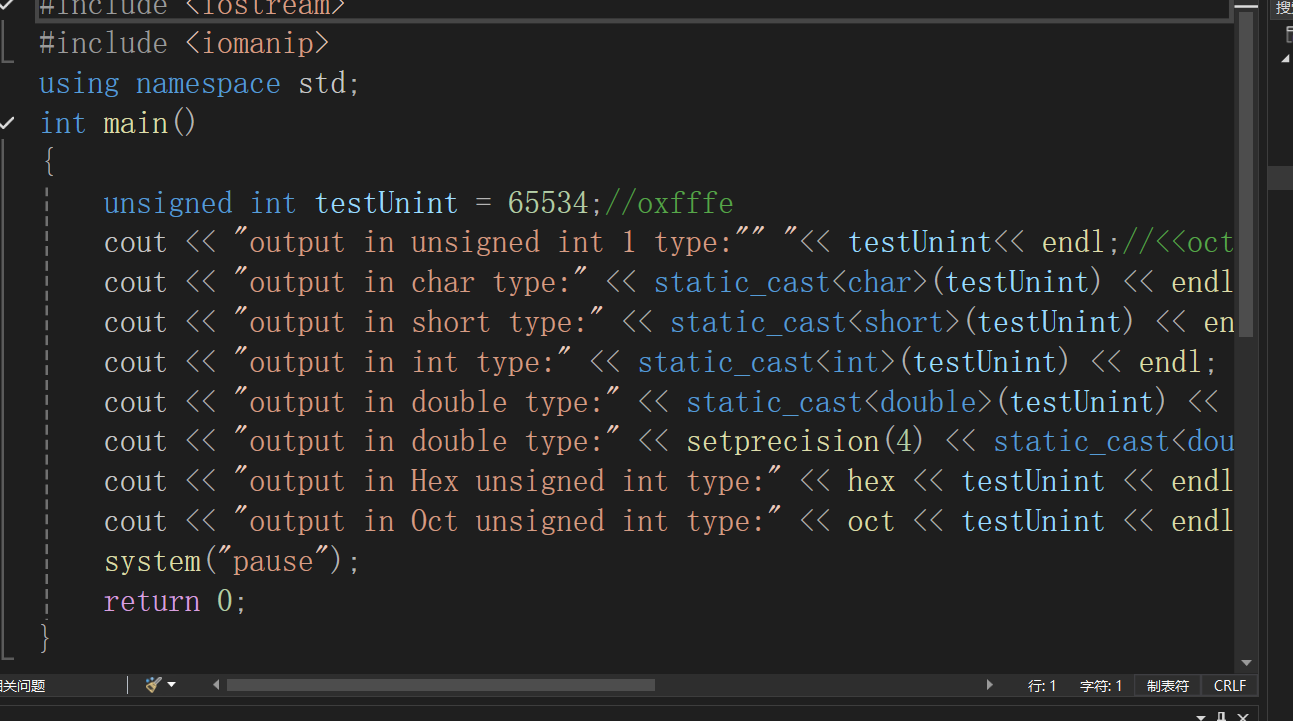 #include <iostream>
#include <iomanip>
using namespace std;
int main()
{
unsigned int testUnint = 65534;//oxfffe
cout << "output in unsigned int 1 type:"" "<< testUnint<< endl;//<<oct
cout << "output in char type:" << static_cast<char>(testUnint) << endl
cout << "output in short type:" << static_cast<short>(testUnint) << en
cout << "output in int type:" << static_cast<int>(testUnint) << endl;
cout << "output in double type:" << static_cast<double>(testUnint) <<
cout << "output in double type:" << setprecision(4) << static_cast<dou
cout << "output in Hex unsigned int type:" << hex << testUnint << endl
cout << "output in Oct unsigned int type:" << oct << testUnint << endl
system("pause");
return 0;
}
关问题
行: 1 字符: 1 制表符 CRLF